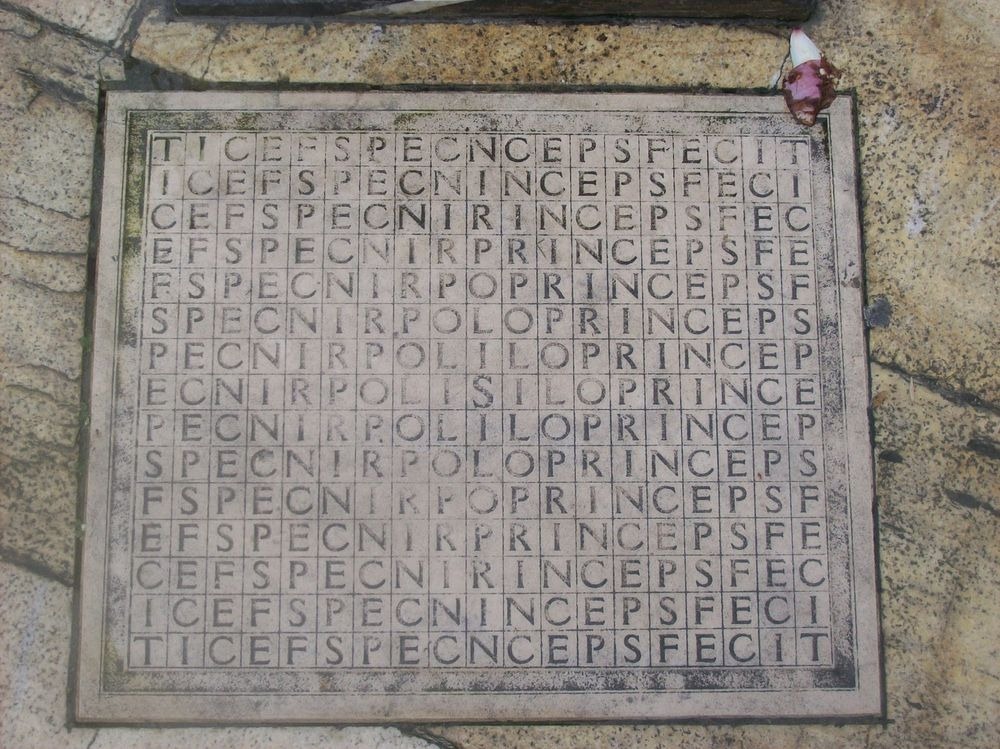 TICEFSPECNCEPSFECIT
ICEFSPECNINCEPSFECI
CEFSPECNIRINCEPSFEC
EFSPECNIRPRINCEPSFE
FSPECNIRPOPRINCEPSF
SPECNIRPOLOPRINCEPS
PECNIRPOLILOPRINCEP
ECNIRPOLISILOPRINCE
PECNIRPOLILOPRINCEP
SPECNIRPOLOPRINCEPS
FSPECNIRPOPRINCEPSF
EFSPECNIRPRINCEPSFE
CEFSPECNIRINCEPSFEC
ICEFSPECNINCEPSFECI
TICEFSPECNCEPSFECIT